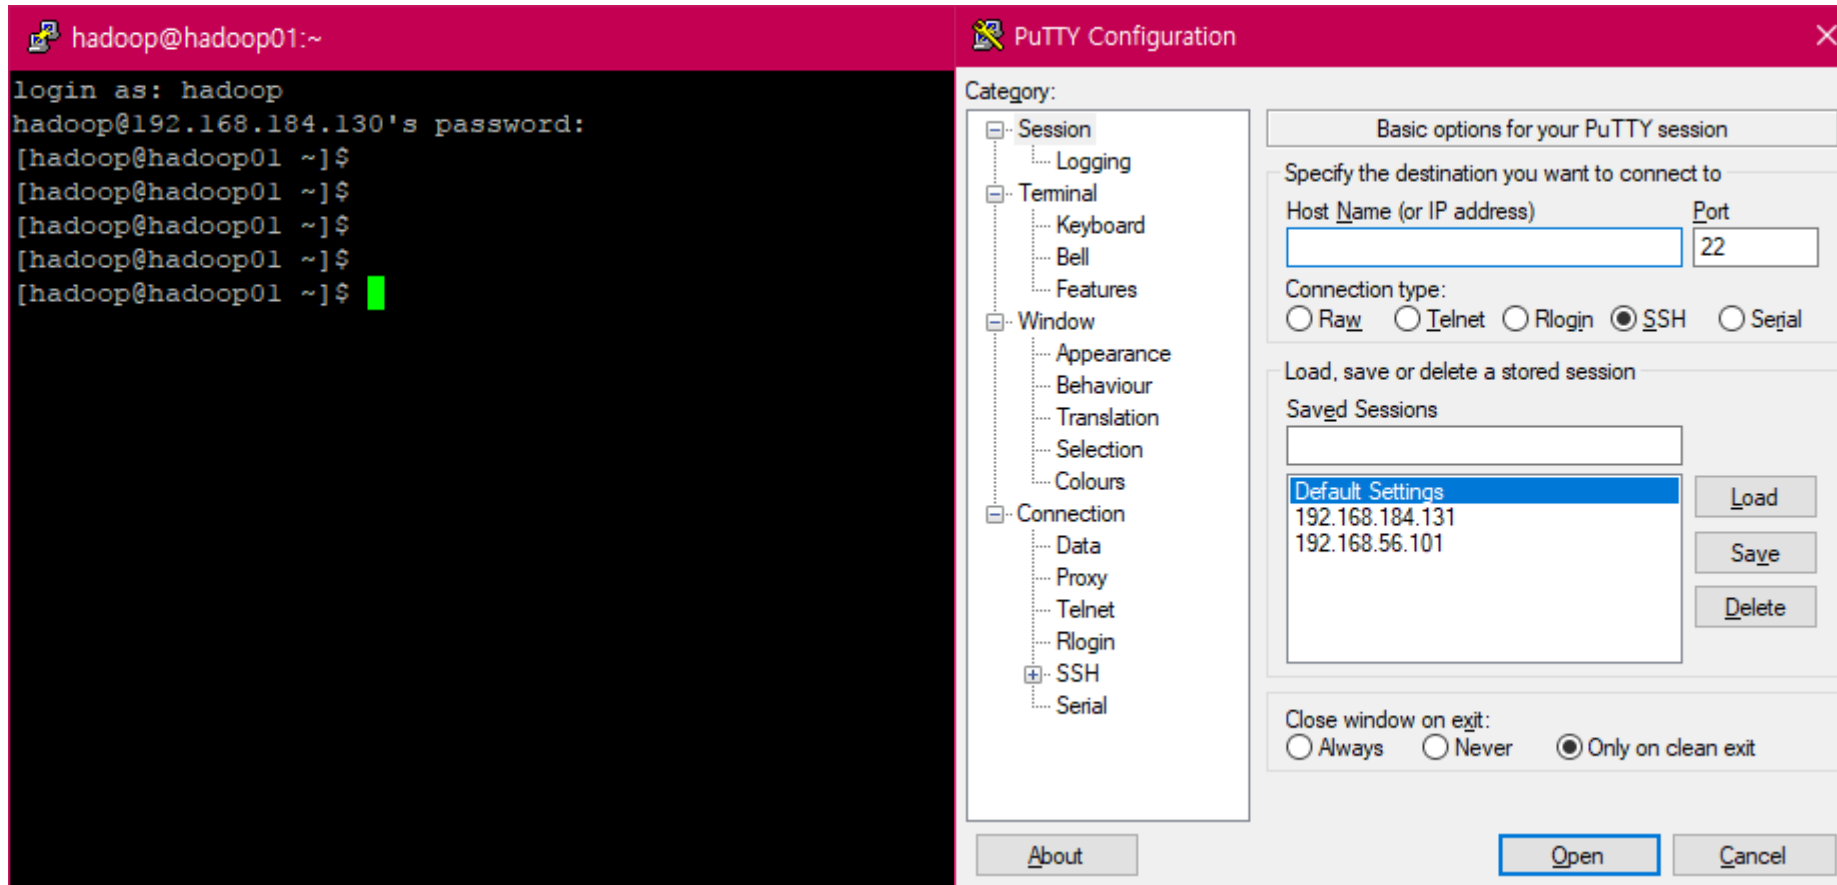 hadoop@hadoop01:~
login as: hadoop
hadoop@192.168.184.130's password:
[hadoop@hadoop01 ~]$
[hadoop@hadoop01 ~]$
[hadoop@hadoop01 ~]$
[hadoop@hadoop01 ~]$
[hadoop@hadoop01 ~]$
PuTTY Configuration
Category:
Session
Logging
Terminal
Keyboard
Bell
Features
Window
Appearance
Behaviour
Translation
Selection
Colours
Connection
Data
Proxy
Telnet
Rlogin
SSH
Serial
Basic options for your PuTTY session
Specify the destination you want to connect to
Host Name (or IP address) Port
22
Connection type:
Raw Telnet Rlogin SSH Serial
Load, save or delete a stored session
Saved Sessions
Default Settings
192.168.184.131
192.168.56.101
Load
Save
Delete
Close window on exit:
Always Never Only on clean exit
About Open Cancel